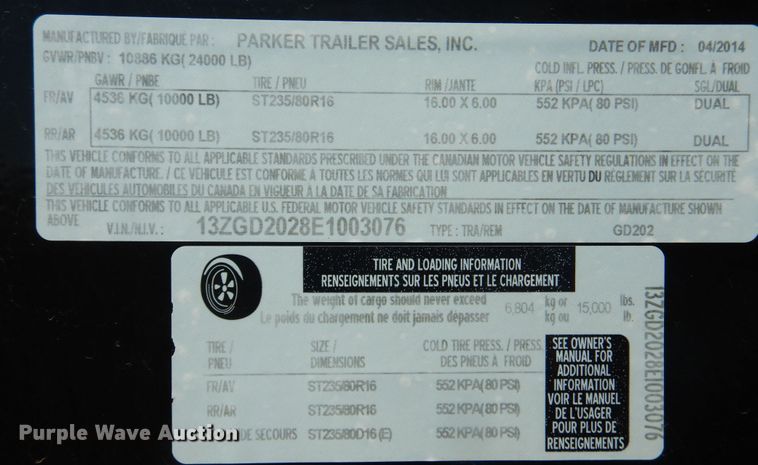 MANUFACTURED BY/FABRIQUE PAR : PARKER TRAILER SALES, INC. DATE OF MFD : 04/2014
GVWR/PNBV : 10886 KG( 24000 LB)
COLD INFL. PRESS. / PRESS. DE GONFL. À FROID
GAWR / PNBE TIRE / PNEU RIM /JANTE KPA (PSI / LPC) SGL/DUAL
FR/AV 4536 KG( 10000 LB) ST235/80R16 16.00 X 6.00 552 KPA( 80 PSI) DUAL
RR/AR 4536 KG( 10000 LB) ST235/80R16 16.00 X 6.00 552 KPA( 80 PSI) DUAL
THIS VEHICLE CONFORMS TO ALL APPLICABLE STANDARDS PRESCRIBED UNDER THE CANADIAN MOTOR VEHICLE SAFETY REGULATIONS IN EFFECT ON THE
DATE OF MANUFACTURE. / CE VÉHICULE EST CONFORME À TOUTES LES NORMES QUI LUI SONT APPLICABLES EN VERTU DU RÈGLEMENT SUR LA SÉCURITÉ
DES VÉHICULES AUTOMOBILES DU CANADA EN VIGUEUR À LA DATE DE SA FABRICATION
THIS VEHICLE CONFORMS TO ALL APPLICABLE U.S. FEDERAL MOTOR VEHICLE SAFETY STANDARDS IN EFFECT ON THE DATE OF MANUFACTURE SHOWN
ABOVE
V.I.N./N.I.V. : 13ZGD2028E1003076 TYPE : TRA/REM GD202
TIRE AND LOADING INFORMATION
RENSEIGNEMENTS SUR LES PNEUS ET LE CHARGEMENT
The weight of cargo should never exceed 6,804 kg or 15,000 lbs.
Le poids du chargement ne doit jamais dépasser kg ou lb.
TIRE / SIZE / COLD TIRE PRESS. / PRESS.
PNEU DIMENSIONS DES PNEUS À FROID
FR/AV ST235/80R16 552 KPA( 80 PSI)
RR/AR ST235/80R16 552 KPA( 80 PSI)
DE SECOURS ST235/80D16 (E) 552 KPA( 80 PSI)
SEE OWNER'S
MANUAL FOR
ADDITIONAL
INFORMATION
VOIR LE MANUEL
DE L'USAGER
POUR PLUS DE
RENSEIGNEMENTS
13ZGD2028E1003076
Purple Wave Auction